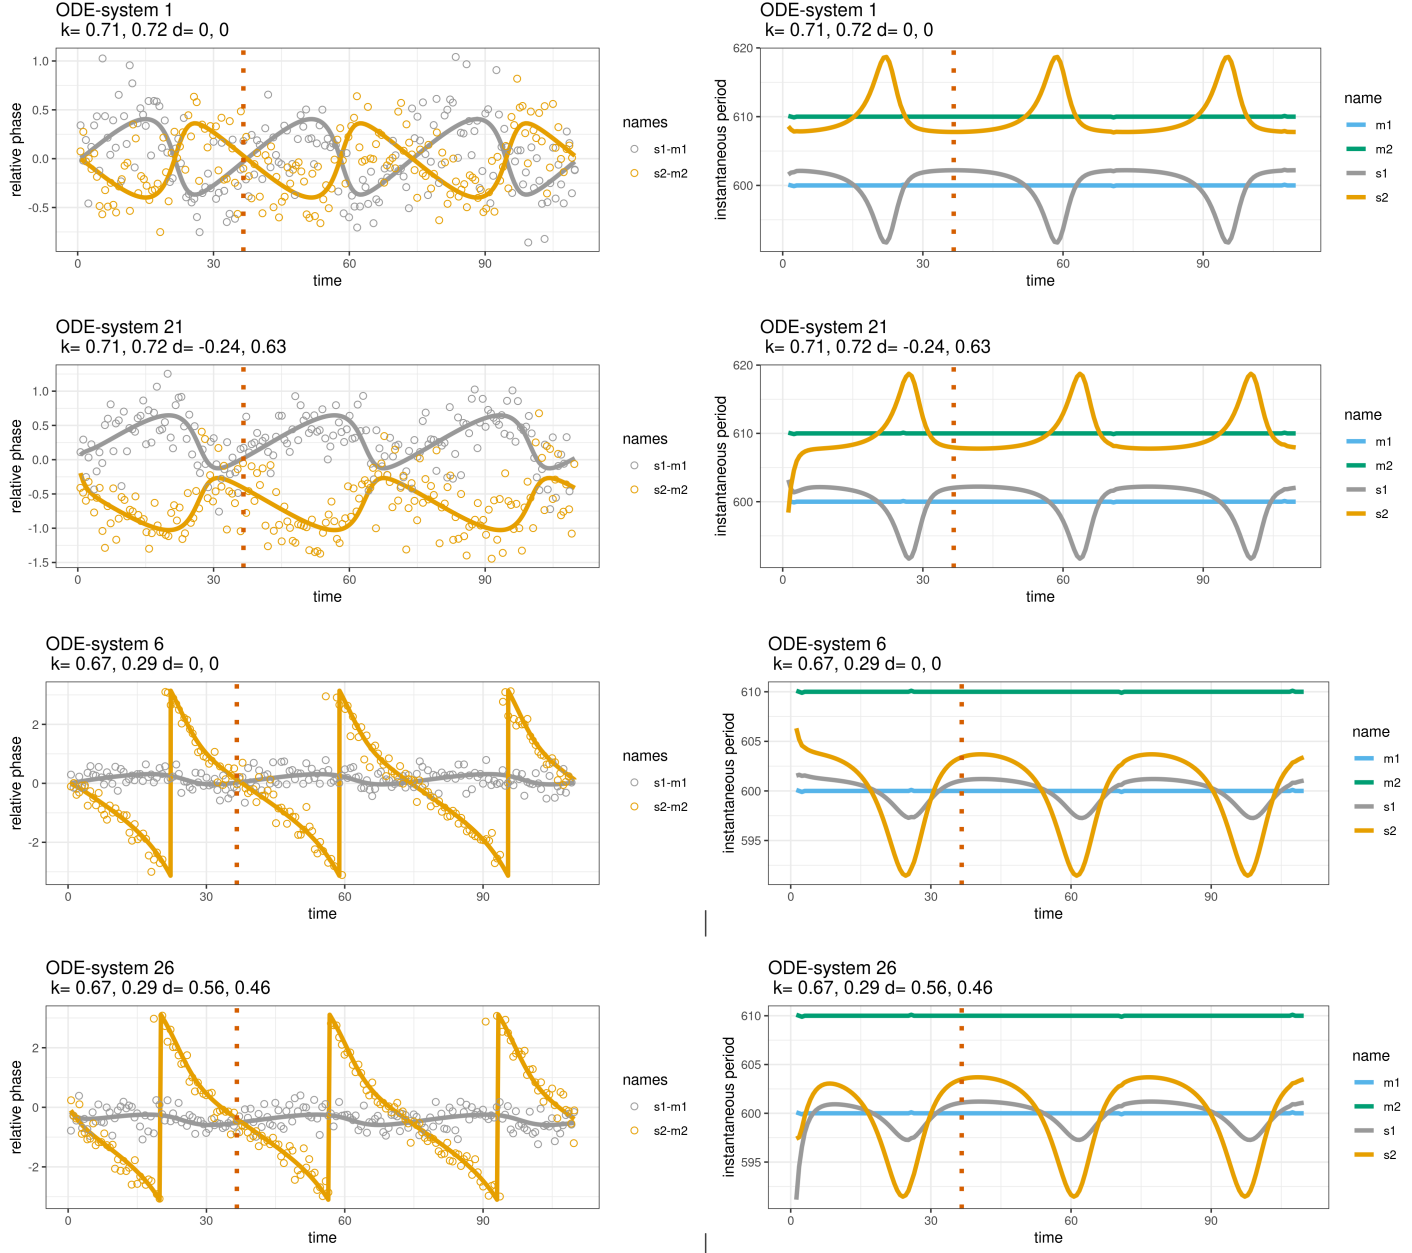 ODE-system 1
k= 0.71, 0.72 d= 0, 0
relative phase
1.0
0.5
0.0
-0.5
0
30
60
90
time
names
s1-m1
s2-m2
ODE-system 1
k= 0.71, 0.72 d= 0, 0
instantaneous period
620
610
600
0
30
60
90
time
name
m1
m2
s1
s2
ODE-system 21
k= 0.71, 0.72 d= -0.24, 0.63
relative phase
1.0
0.5
0.0
-0.5
-1.0
-1.5
0
30
60
90
time
names
s1-m1
s2-m2
ODE-system 21
k= 0.71, 0.72 d= -0.24, 0.63
instantaneous period
620
610
600
0
30
60
90
time
name
m1
m2
s1
s2
ODE-system 6
k= 0.67, 0.29 d= 0, 0
relative phase
2
0
-2
0
30
60
90
time
names
s1-m1
s2-m2
ODE-system 6
k= 0.67, 0.29 d= 0, 0
instantaneous period
610
605
600
595
0
30
60
90
time
name
m1
m2
s1
s2
ODE-system 26
k= 0.67, 0.29 d= 0.56, 0.46
relative phase
2
0
-2
0
30
60
90
time
names
s1-m1
s2-m2
ODE-system 26
k= 0.67, 0.29 d= 0.56, 0.46
instantaneous period
610
605
600
595
0
30
60
90
time
name
m1
m2
s1
s2